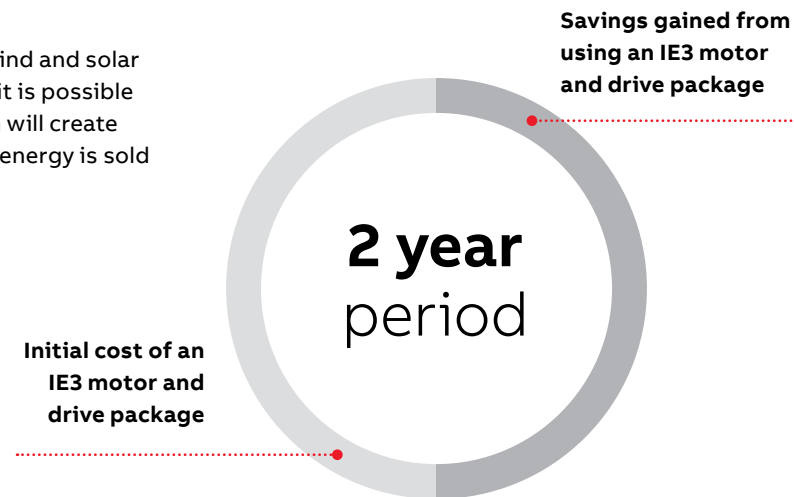 ind and solar
it is possible
will create
energy is sold
Savings gained from
using an IE3 motor
and drive package
2 year
period
Initial cost of an
IE3 motor and
drive package